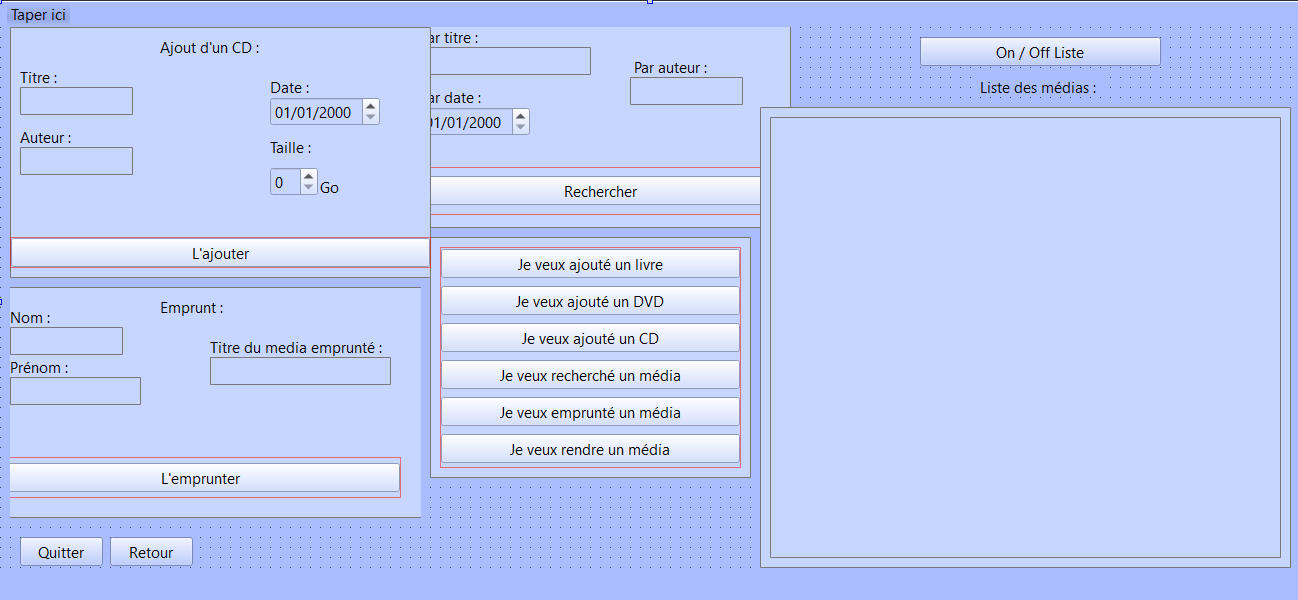 Taper ici
Ajout d'un CD :
Titre :
Date :
01/01/2000
Auteur :
Taille :
0
Go
L'ajouter
ar titre :
Par auteur :
ar date :
01/01/2000
Rechercher
On / Off Liste
Liste des médias :
Je veux ajouté un livre
Je veux ajouté un DVD
Je veux ajouté un CD
Je veux recherché un média
Je veux emprunté un média
Je veux rendre un média
Emprunt :
Nom :
Titre du media emprunté :
Prénom :
L'emprunter
Quitter
Retour